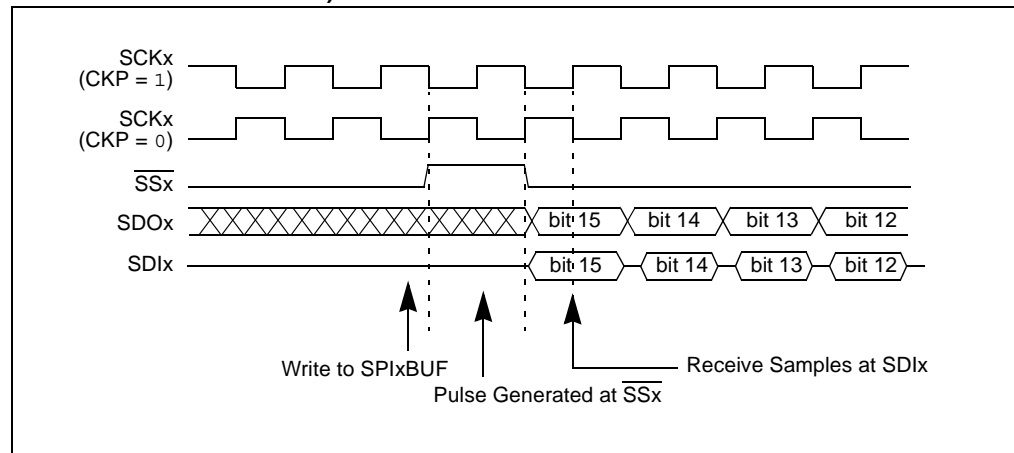 SCKx
(CKP = 1)
SCKx
(CKP = 0)
SSx
SDOx
bit 15
bit 14
bit 13
bit 12
SDIx
bit 15
bit 14
bit 13
bit 12
Write to SPIxBUF
Receive Samples at SDIx
Pulse Generated at SSx